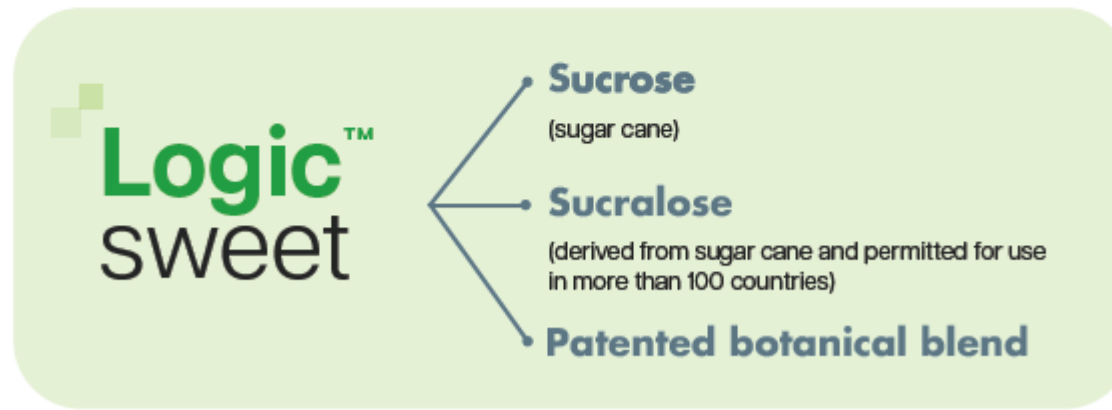 Logic™
sweet
Sucrose
(sugar cane)
Sucralose
(derived from sugar cane and permitted for use
in more than 100 countries)
Patented botanical blend